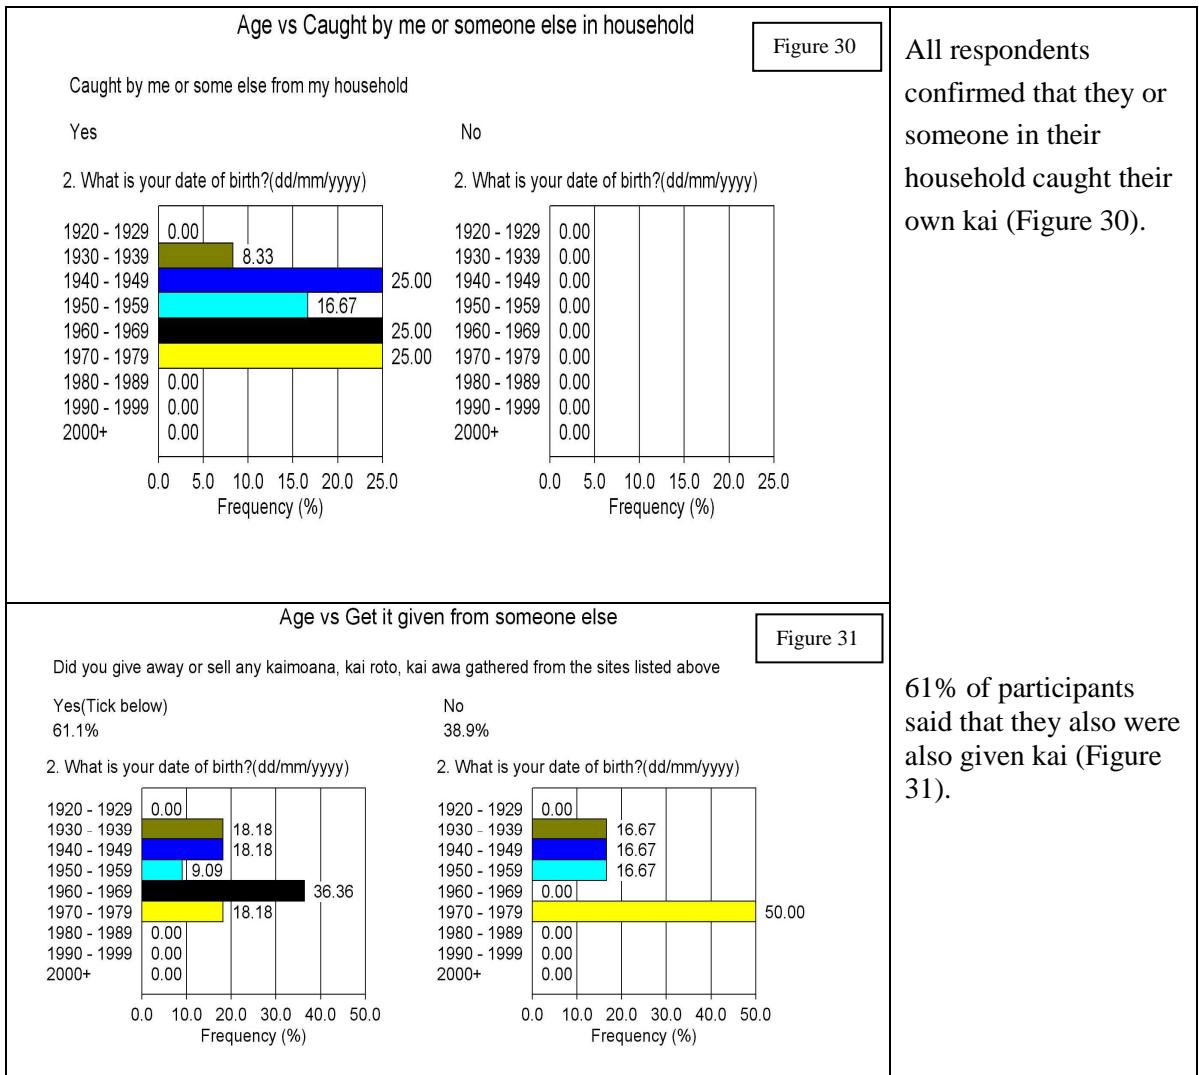 Age vs Caught by me or someone else in household
Figure 30
Caught by me or some else from my household
Yes
2. What is your date of birth?(dd/mm/yyyy)
1920 - 1929 0.00
1930 - 1939 8.33
1940 - 1949 25.00
1950 - 1959 16.67
1960 - 1969 25.00
1970 - 1979 25.00
1980 - 1989 0.00
1990 - 1999 0.00
2000+ 0.00
0.0 5.0 10.0 15.0 20.0 25.0
Frequency (%)
No
2. What is your date of birth?(dd/mm/yyyy)
1920 - 1929 0.00
1930 - 1939 0.00
1940 - 1949 0.00
1950 - 1959 0.00
1960 - 1969 0.00
1970 - 1979 0.00
1980 - 1989 0.00
1990 - 1999 0.00
2000+ 0.00
0.0 5.0 10.0 15.0 20.0 25.0
Frequency (%)
All respondents
confirmed that they or
someone in their
household caught their
own kai (Figure 30).
Age vs Get it given from someone else
Figure 31
Did you give away or sell any kaimoana, kai roto, kai awa gathered from the sites listed above
Yes(Tick below)
61.1%
2. What is your date of birth?(dd/mm/yyyy)
1920 - 1929 0.00
1930 - 1939 18.18
1940 - 1949 18.18
1950 - 1959 9.09
1960 - 1969 36.36
1970 - 1979 18.18
1980 - 1989 0.00
1990 - 1999 0.00
2000+ 0.00
0.0 10.0 20.0 30.0 40.0 50.0
Frequency (%)
No
38.9%
2. What is your date of birth?(dd/mm/yyyy)
1920 - 1929 0.00
1930 - 1939 16.67
1940 - 1949 16.67
1950 - 1959 16.67
1960 - 1969 0.00
1970 - 1979 50.00
1980 - 1989 0.00
1990 - 1999 0.00
2000+ 0.00
0.0 10.0 20.0 30.0 40.0 50.0
Frequency (%)
61% of participants
said that they also were
also given kai (Figure
31).